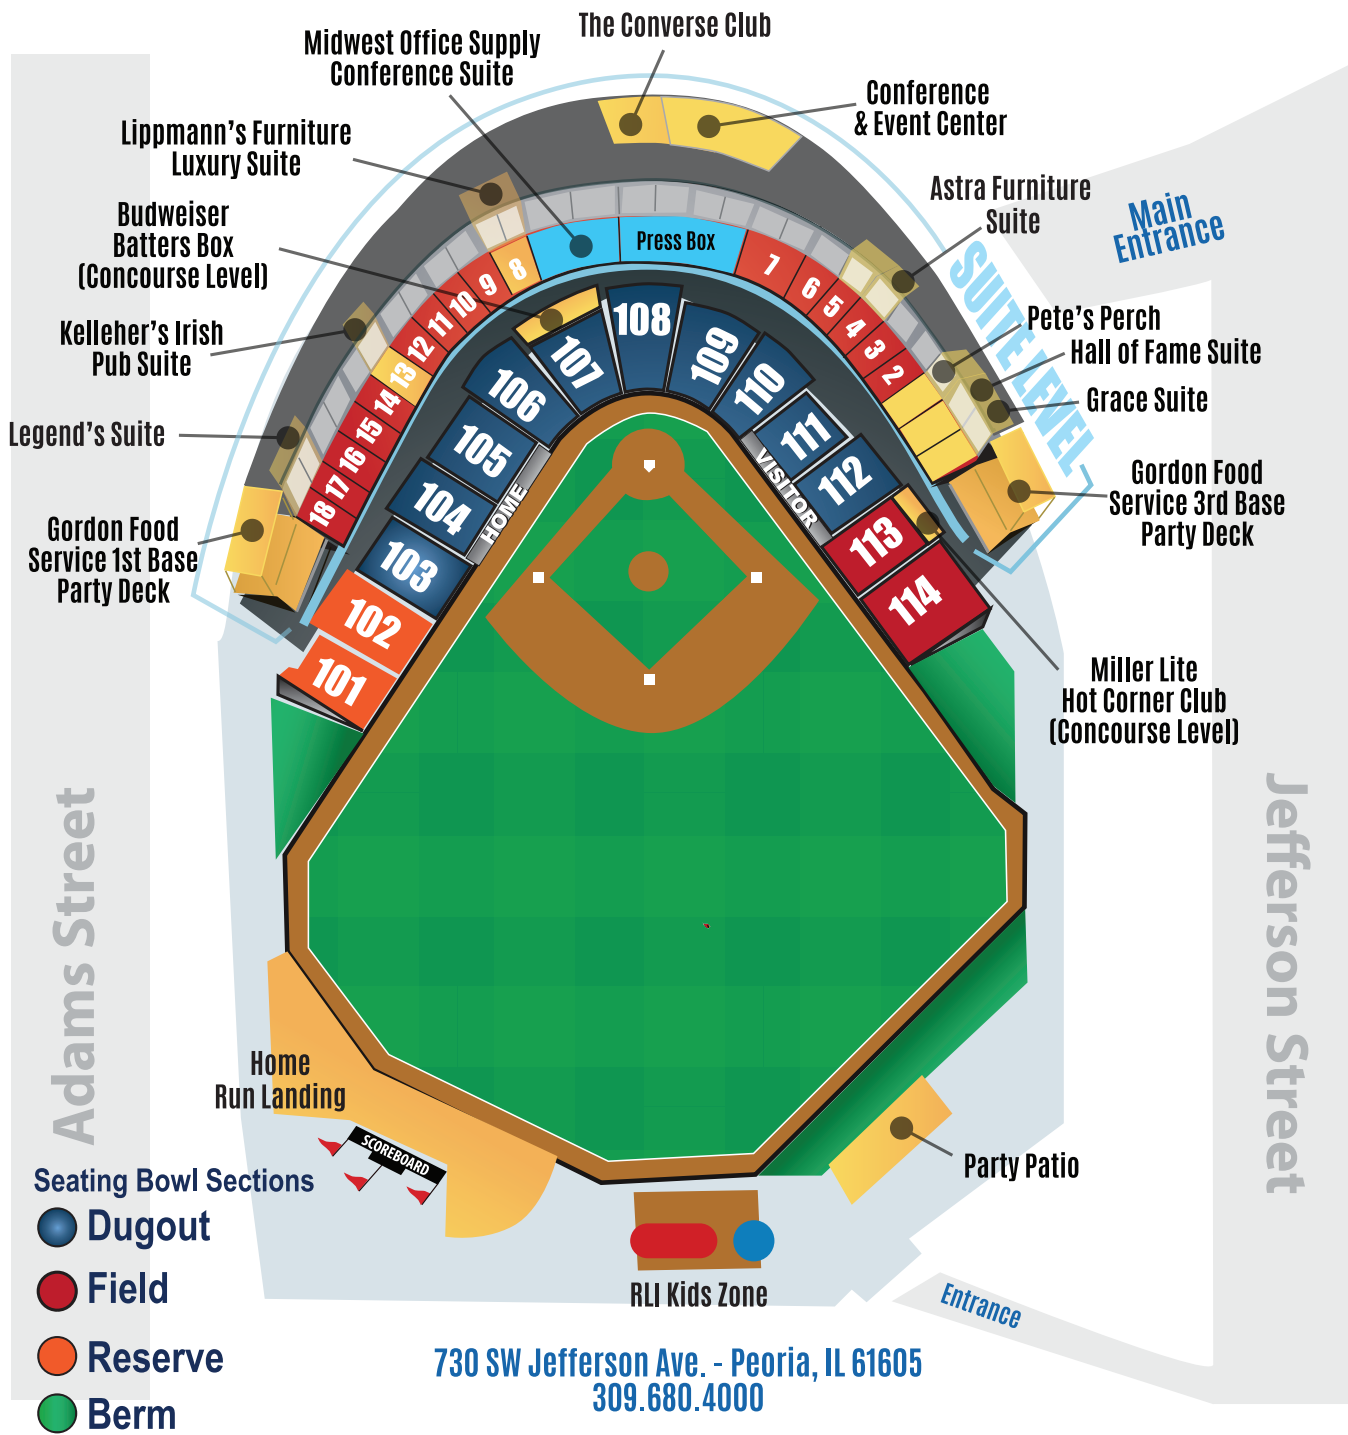 The Converse Club
Midwest Office Supply
Conference Suite
Conference
& Event Center
Lippmann's Furniture
Luxury Suite
Astra Furniture
Suite
Main
Entrance
Budweiser
Batters Box
(Concourse Level)
Press Box
SUITE LEVEL
Kelleher's Irish
Pub Suite
Pete's Perch
Hall of Fame Suite
Grace Suite
Legend's Suite
Gordon Food
Service 3rd Base
Party Deck
Gordon Food
Service 1st Base
Party Deck
18
17
16
15
14
13
12
11
10
9
8
7
6
5
4
3
2
101
102
103
104
105
106
107
108
109
110
111
112
113
114
HOME
VISITOR
Miller Lite
Hot Corner Club
(Concourse Level)
Adams Street
Jefferson Street
Home
Run Landing
SCOREBOARD
Party Patio
RLI Kids Zone
Entrance
Seating Bowl Sections
Dugout
Field
Reserve
Berm
730 SW Jefferson Ave. - Peoria, IL 61605
309.680.4000